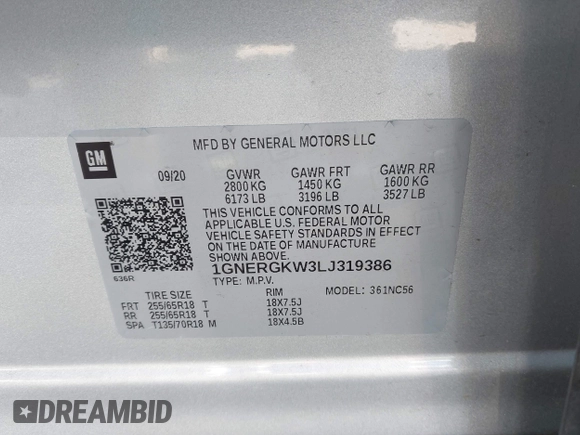 GM
MFD BY GENERAL MOTORS LLC
09/20 GVWR GAWR FRT GAWR RR
2800 KG 1450 KG 1600 KG
6173 LB 3196 LB 3527 LB
THIS VEHICLE CONFORMS TO ALL
APPLICABLE U.S. FEDERAL MOTOR
VEHICLE SAFETY STANDARDS IN EFFECT
ON THE DATE OF MANUFACTURE
SHOWN ABOVE.
636R
1GNERGKW3LJ319386
TYPE: M.P.V.
TIRE SIZE RIM MODEL: 361NC56
FRT 255/65R18 T 18X7.5J
RR 255/65R18 T 18X7.5J
SPA T135/70R18 M 18X4.5B
DREAMBID